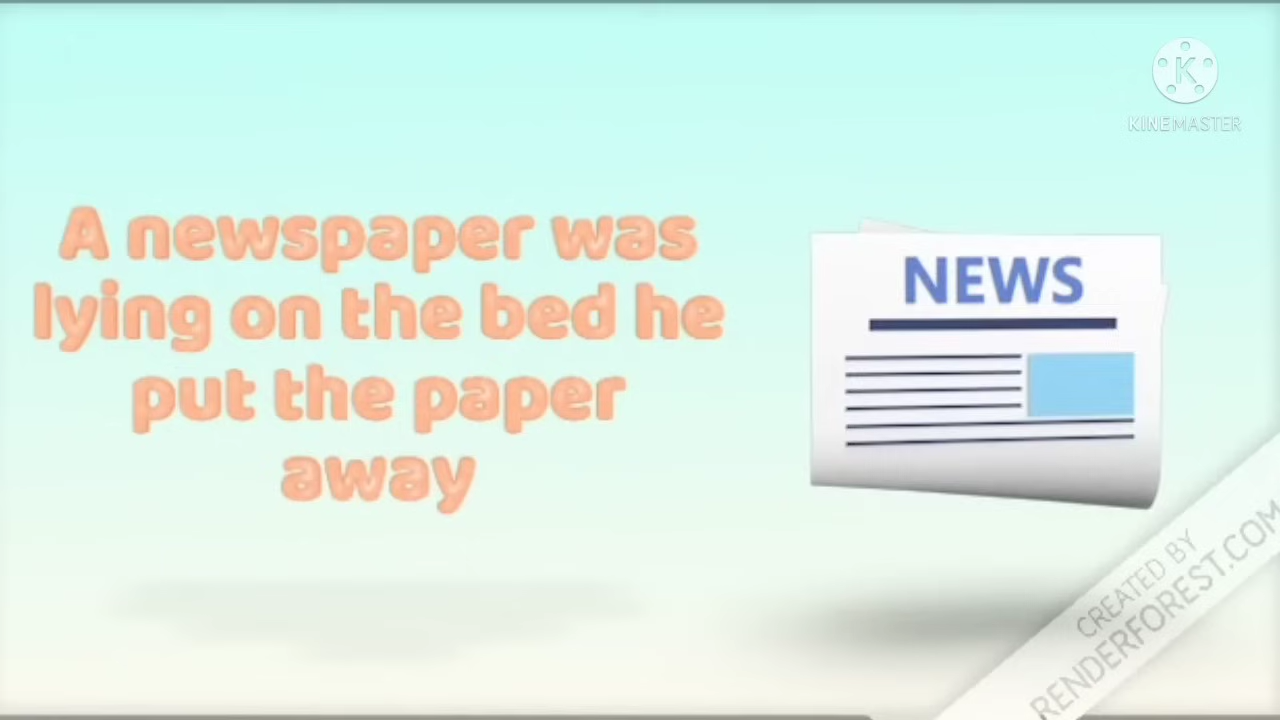 KINEMASTER
A newspaper was
lying on the bed he
put the paper
away
NEWS
CREATED BY
RENDERFOREST.COM